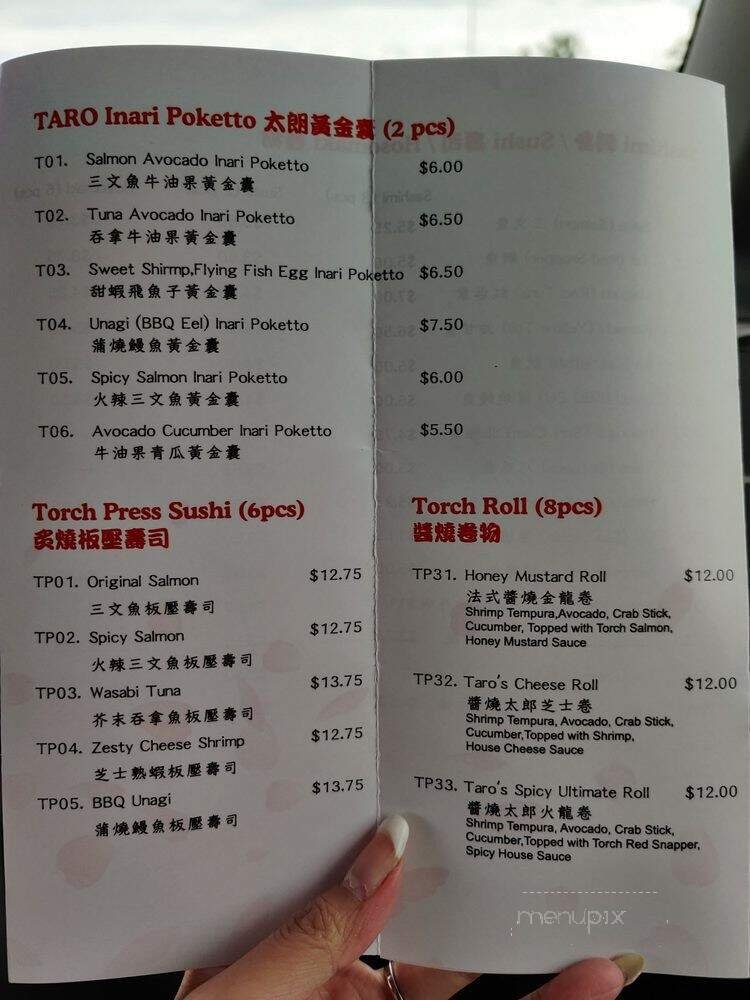 TARO Inari Poketto 太朗黃金囊 (2 pcs)
T01. Salmon Avocado Inari Poketto $6.00
三文魚牛油果黃金囊
T02. Tuna Avocado Inari Poketto $6.50
吞拿牛油果黃金囊
T03. Sweet Shirmp,Flying Fish Egg Inari Poketto $6.50
甜蝦飛魚子黃金囊
T04. Unagi (BBQ Eel) Inari Poketto $7.50
蒲燒鰻魚黃金囊
T05. Spicy Salmon Inari Poketto $6.00
火辣三文魚黃金囊
T06. Avocado Cucumber Inari Poketto $5.50
牛油果青瓜黃金囊
Torch Press Sushi (6pcs)
炙燒板壓壽司
TP01. Original Salmon $12.75
三文魚板壓壽司
TP02. Spicy Salmon $12.75
火辣三文魚板壓壽司
TP03. Wasabi Tuna $13.75
芥末吞拿魚板壓壽司
TP04. Zesty Cheese Shrimp $12.75
芝士熟蝦板壓壽司
TP05. BBQ Unagi $13.75
蒲燒鰻魚板壓壽司
Torch Roll (8pcs)
醬燒卷物
TP31. Honey Mustard Roll $12.00
法式醬燒金龍卷
Shrimp Tempura,Avocado, Crab Stick,
Cucumber, Topped with Torch Salmon,
Honey Mustard Sauce
TP32. Taro's Cheese Roll $12.00
醬燒太郎芝士卷
Shrimp Tempura, Avocado, Crab Stick,
Cucumber,Topped with Shrimp,
House Cheese Sauce
TP33. Taro's Spicy Ultimate Roll $12.00
醬燒太郎火龍卷
Shrimp Tempura, Avocado, Crab Stick,
Cucumber,Topped with Torch Red Snapper,
Spicy House Sauce
menupix